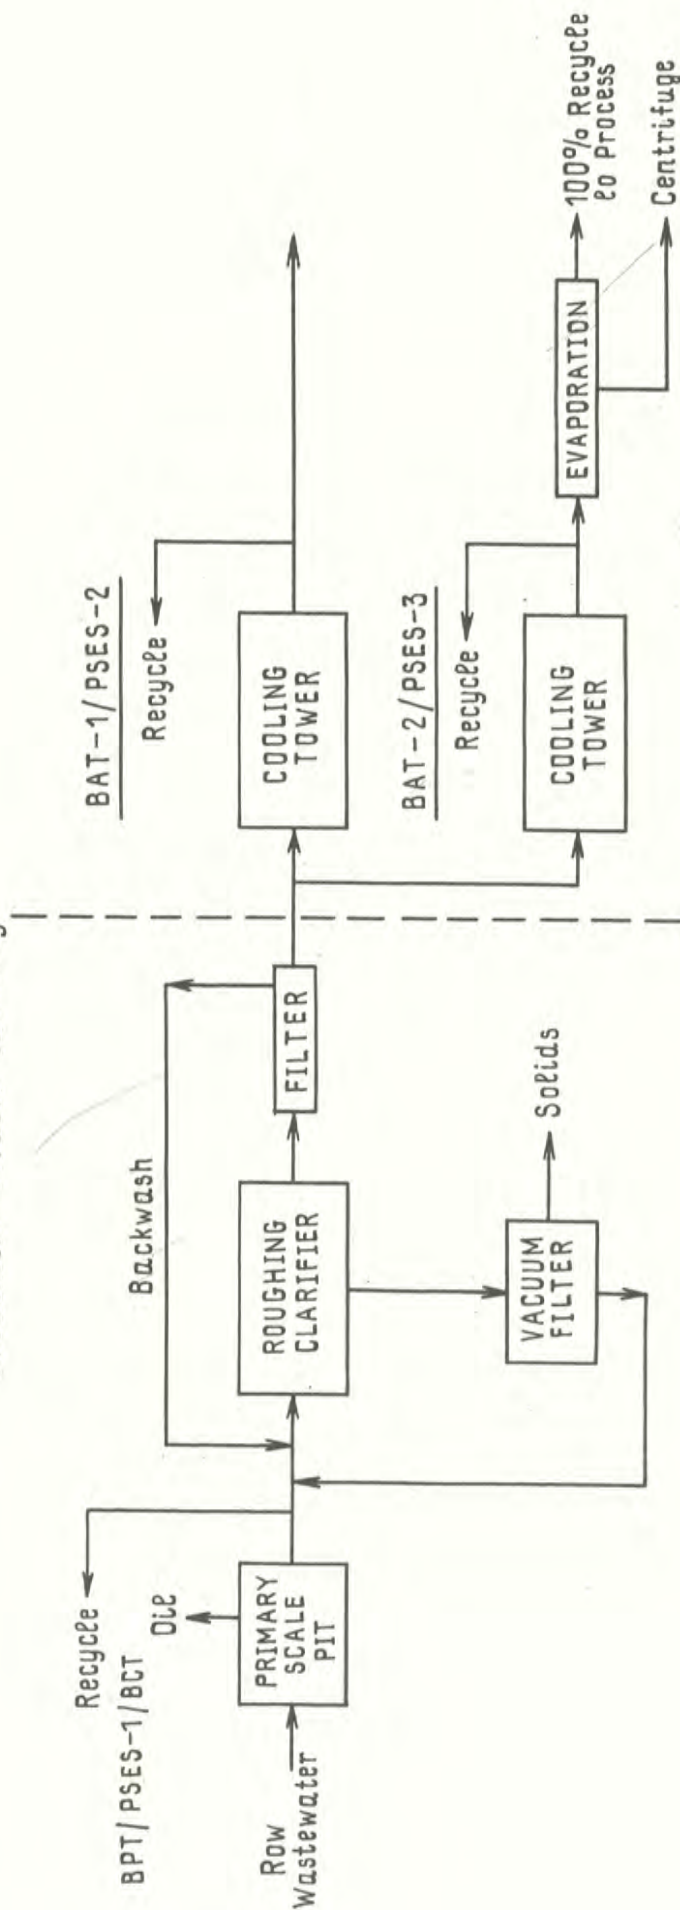 Recycle
BPT/PSES-1/BCT
Oil
PRIMARY
SCALE
PIT
Row
Wastewater
Backwash
ROUGHING
CLARIFIER
FILTER
VACUUM
FILTER
Solids
BAT-1/PSES-2
Recycle
COOLING
TOWER
BAT-2/PSES-3
Recycle
COOLING
TOWER
EVAPORATION
100% Recycle
lo Process
Centrifuge